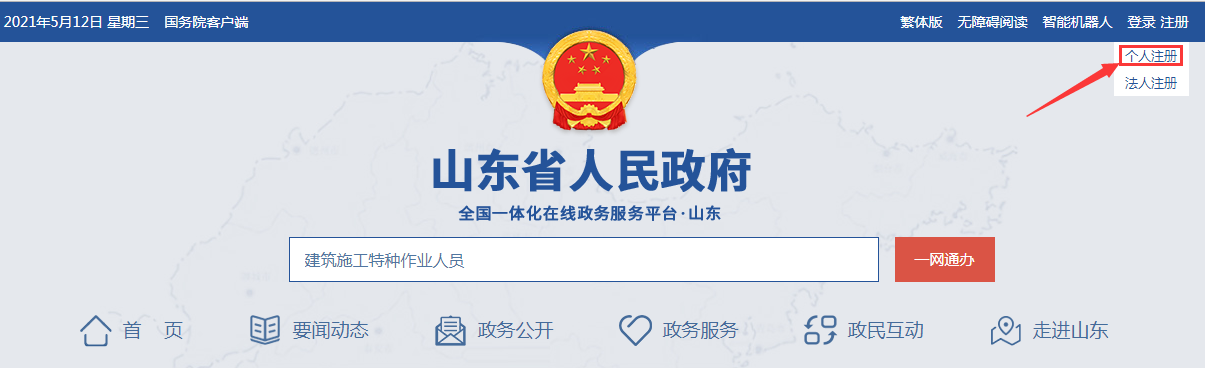 2021年5月12日 星期三 国务院客户端 繁体版 无障碍阅读 智能机器人 登录 注册
个人注册
法人注册
山东省人民政府
全国一体化在线政务服务平台·山东
建筑施工特种作业人员 一网通办
首 页 要闻动态 政务公开 政务服务 政民互动 走进山东